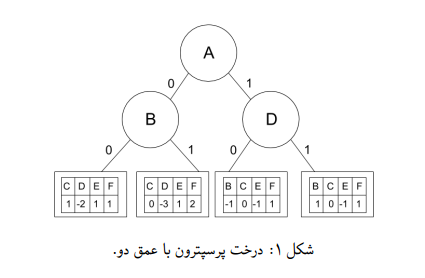 A
0 1
B D
0 1 0 1
C D E F C D E F B C E F B C E F
1 -2 1 1 0 -3 1 2 -1 0 -1 1 1 0 -1 1
شکل ۱: درخت پرسپترون با عمق دو.